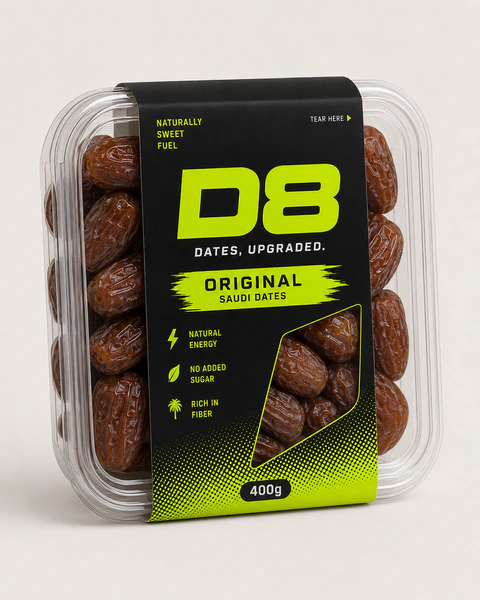 NATURALLY
SWEET
FUEL
TEAR HERE
D8
DATES, UPGRADED.
ORIGINAL
SAUDI DATES
NATURAL
ENERGY
NO ADDED
SUGAR
RICH IN
FIBER
400g